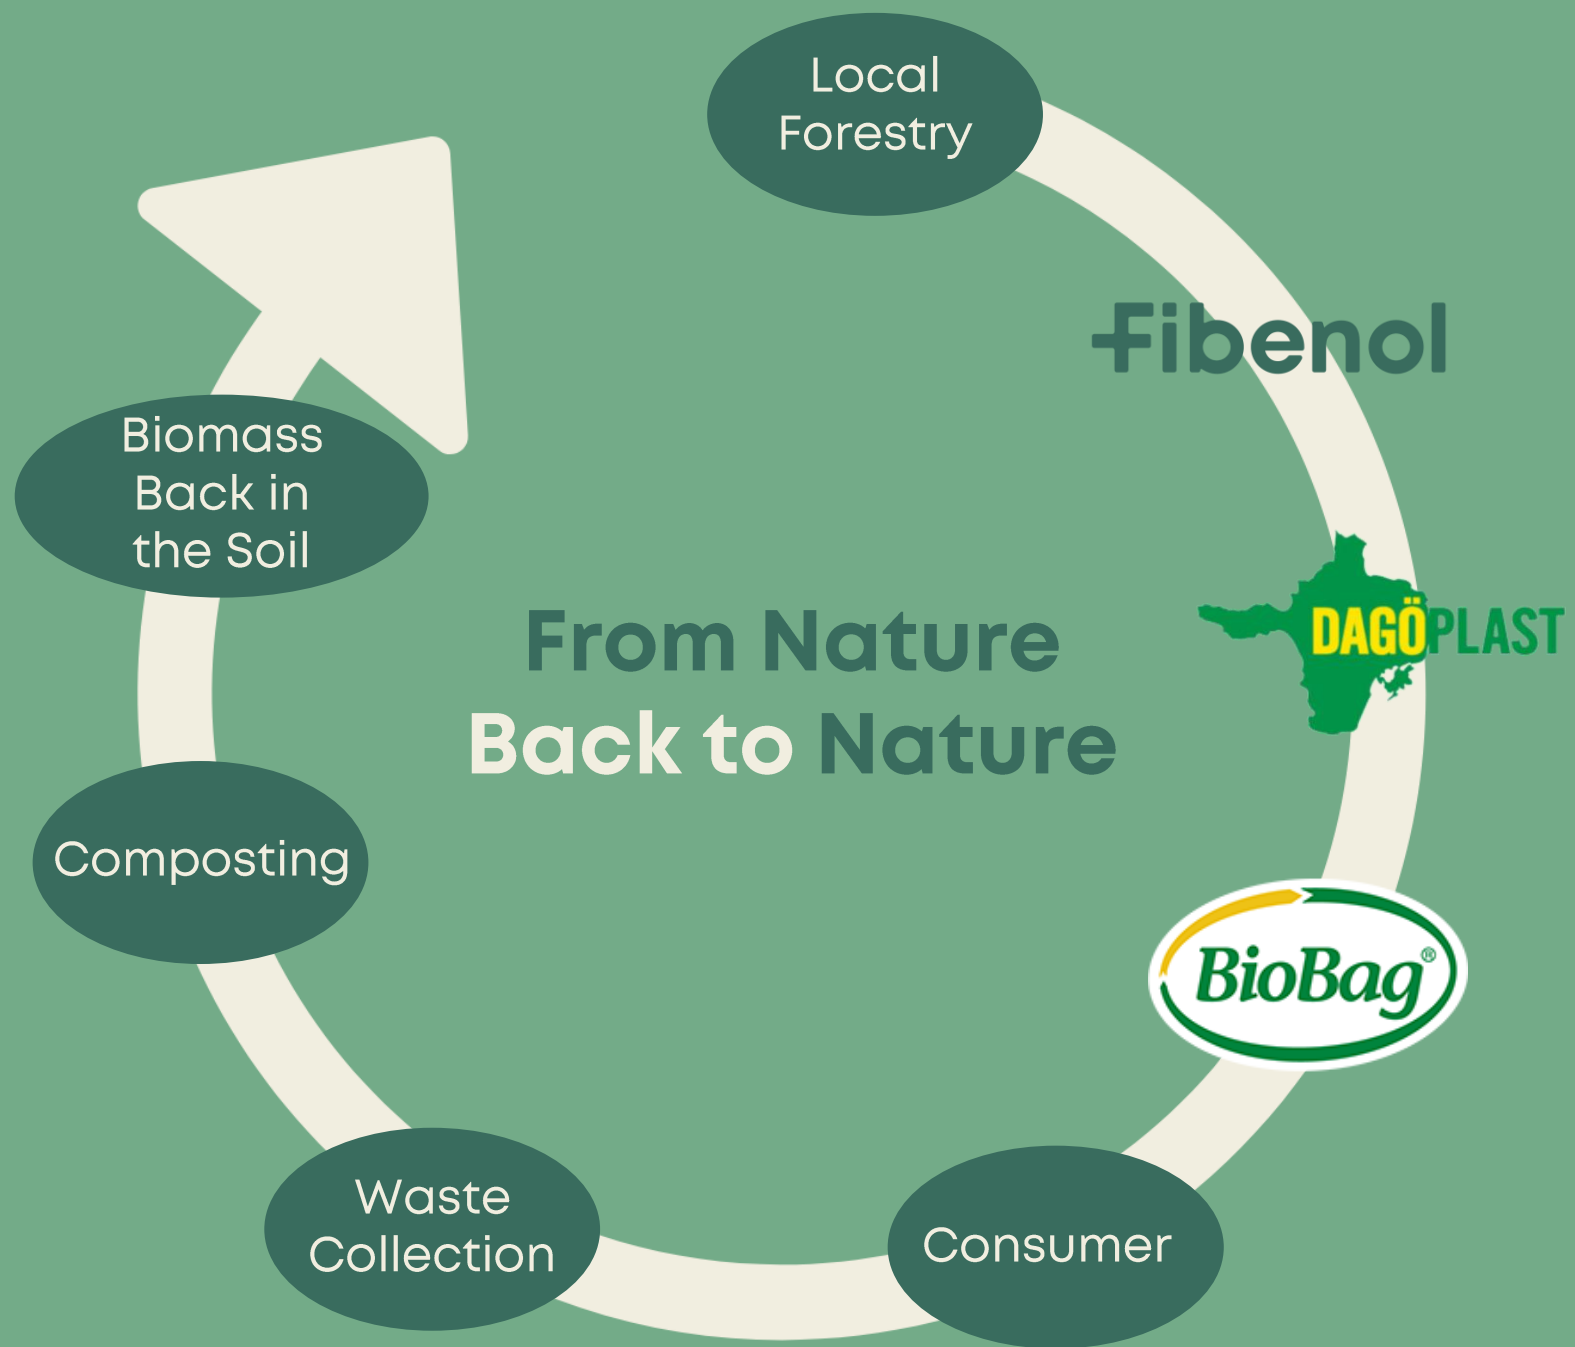 Local
Forestry
Fibenol
DAGÖPLAST
BioBag®
Consumer
Waste
Collection
Composting
Biomass
Back in
the Soil
From Nature
Back to Nature